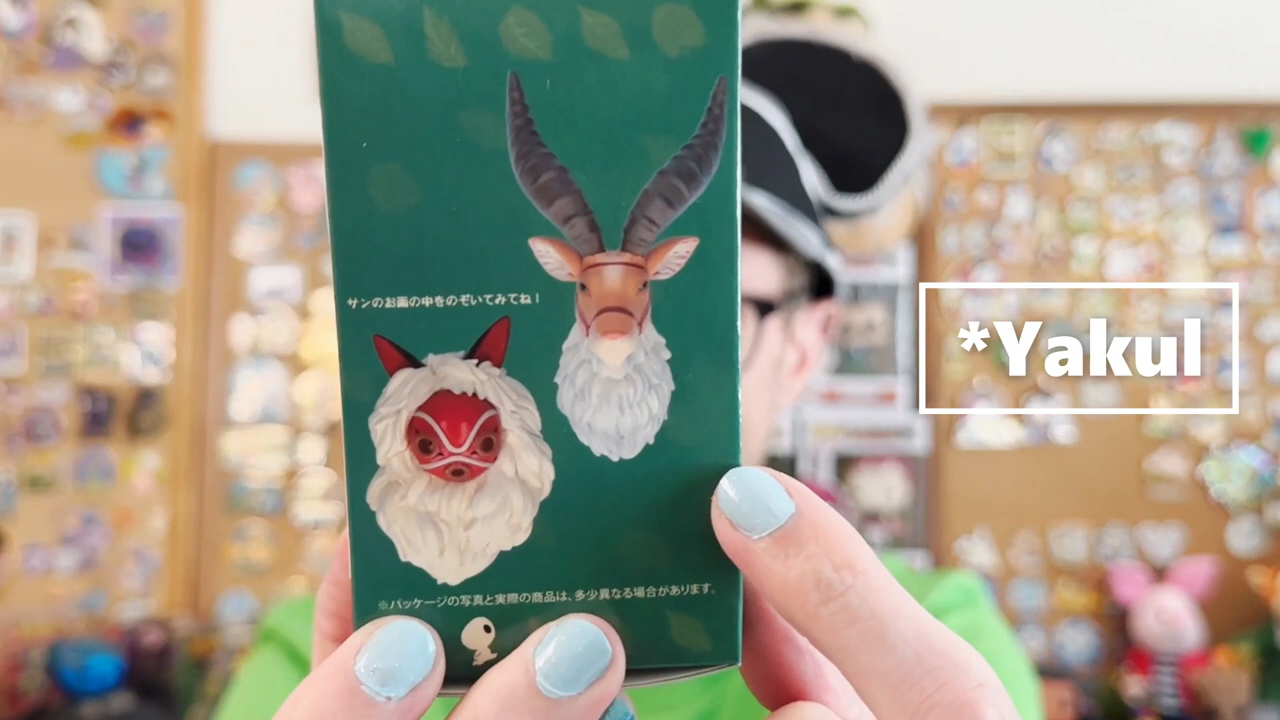 サンのお面の中をのぞいてみてね！
*Yakul
※パッケージの写真と実際の商品は、多少異なる場合があります。